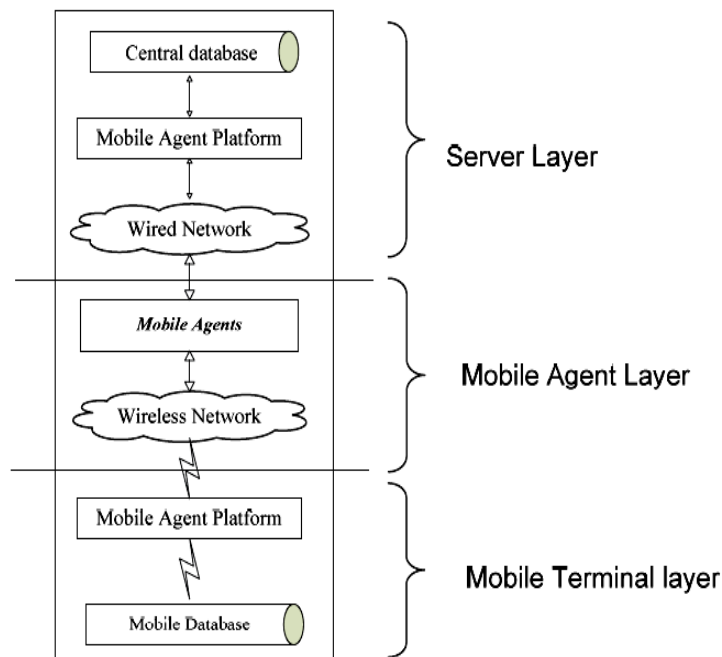 Central database
Mobile Agent Platform
Wired Network
Server Layer
Mobile Agents
Wireless Network
Mobile Agent Layer
Mobile Agent Platform
Mobile Database
Mobile Terminal layer